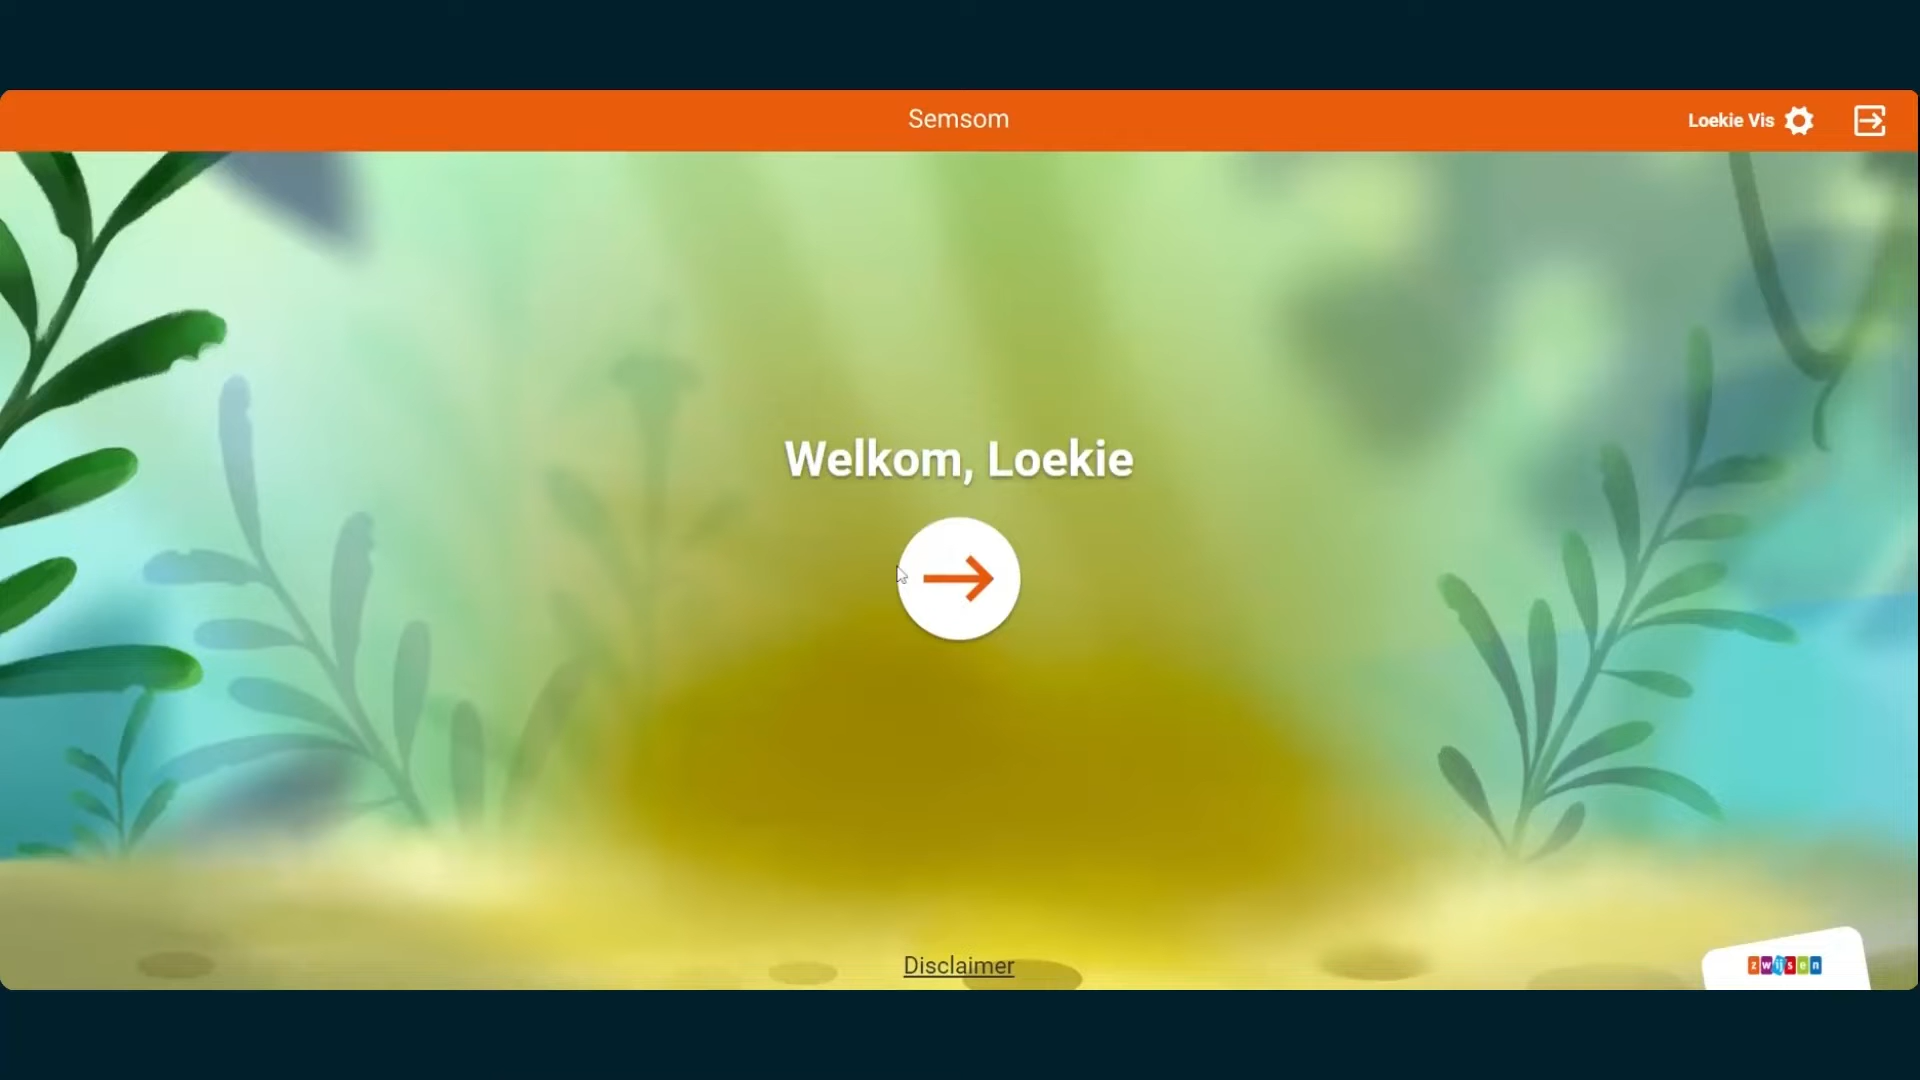 Semsom
Loekie Vis
Welkom, Loekie
Disclaimer
zwijsen